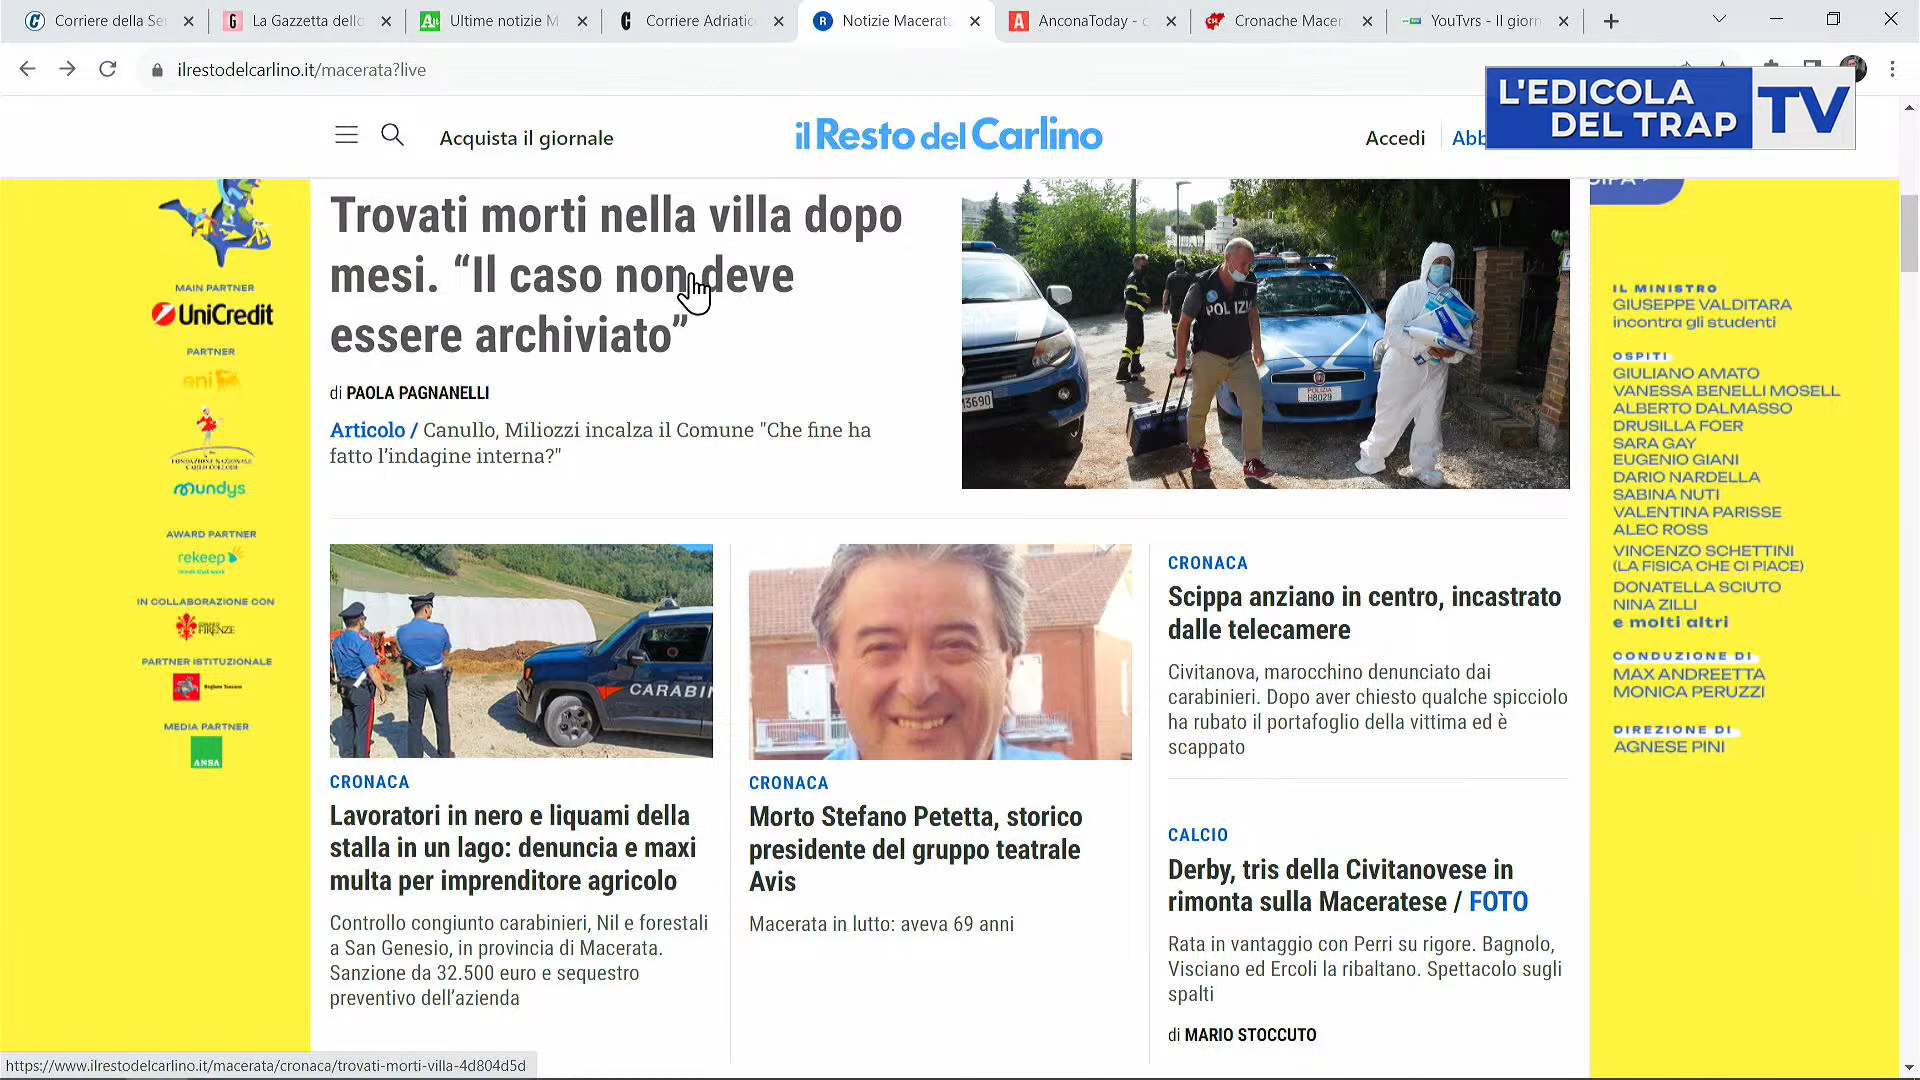 Corriere della Se
La Gazzetta dello
Ultime notizie M
Corriere Adriatic
Notizie Macerata
AnconaToday - c
Cronache Macer
YouTvrs - Il giorn
ilrestodelcarlino.it/macerata?live
L'EDICOLA
DEL TRAP
TV
Acquista il giornale
il Resto del Carlino
Accedi
Abb
Trovati morti nella villa dopo
mesi. “Il caso non deve
essere archiviato”
di PAOLA PAGNANELLI
Articolo / Canullo, Miliozzi incalza il Comune "Che fine ha
fatto l’indagine interna?"
POLIZI
POLIZIA
H8029
M3690
CARABIN
CRONACA
Lavoratori in nero e liquami della
stalla in un lago: denuncia e maxi
multa per imprenditore agricolo
Controllo congiunto carabinieri, Nil e forestali
a San Genesio, in provincia di Macerata.
Sanzione da 32.500 euro e sequestro
preventivo dell’azienda
CRONACA
Morto Stefano Petetta, storico
presidente del gruppo teatrale
Avis
Macerata in lutto: aveva 69 anni
CRONACA
Scippa anziano in centro, incastrato
dalle telecamere
Civitanova, marocchino denunciato dai
carabinieri. Dopo aver chiesto qualche spicciolo
ha rubato il portafoglio della vittima ed è
scappato
CALCIO
Derby, tris della Civitanovese in
rimonta sulla Maceratese / FOTO
Rata in vantaggio con Perri su rigore. Bagnolo,
Visciano ed Ercoli la ribaltano. Spettacolo sugli
spalti
di MARIO STOCCUTO
MAIN PARTNER
UniCredit
PARTNER
eni
FONDAZIONE NAZIONALE
CARLO COLLODI
mundys
AWARD PARTNER
rekeep
IN COLLABORAZIONE CON
FIRENZE
PARTNER ISTITUZIONALE
Regione Toscana
MEDIA PARTNER
ANSA
IL MINISTRO
GIUSEPPE VALDITARA
incontra gli studenti
OSPITI
GIULIANO AMATO
VANESSA BENELLI MOSELL
ALBERTO DALMASSO
DRUSILLA FOER
SARA GAY
EUGENIO GIANI
DARIO NARDELLA
SABINA NUTI
VALENTINA PARISSE
ALEC ROSS
VINCENZO SCHETTINI
(LA FISICA CHE CI PIACE)
DONATELLA SCIUTO
NINA ZILLI
e molti altri
CONDUZIONE DI
MAX ANDREETTA
MONICA PERUZZI
DIREZIONE DI
AGNESE PINI
https://www.ilrestodelcarlino.it/macerata/cronaca/trovati-morti-villa-4d804d5d